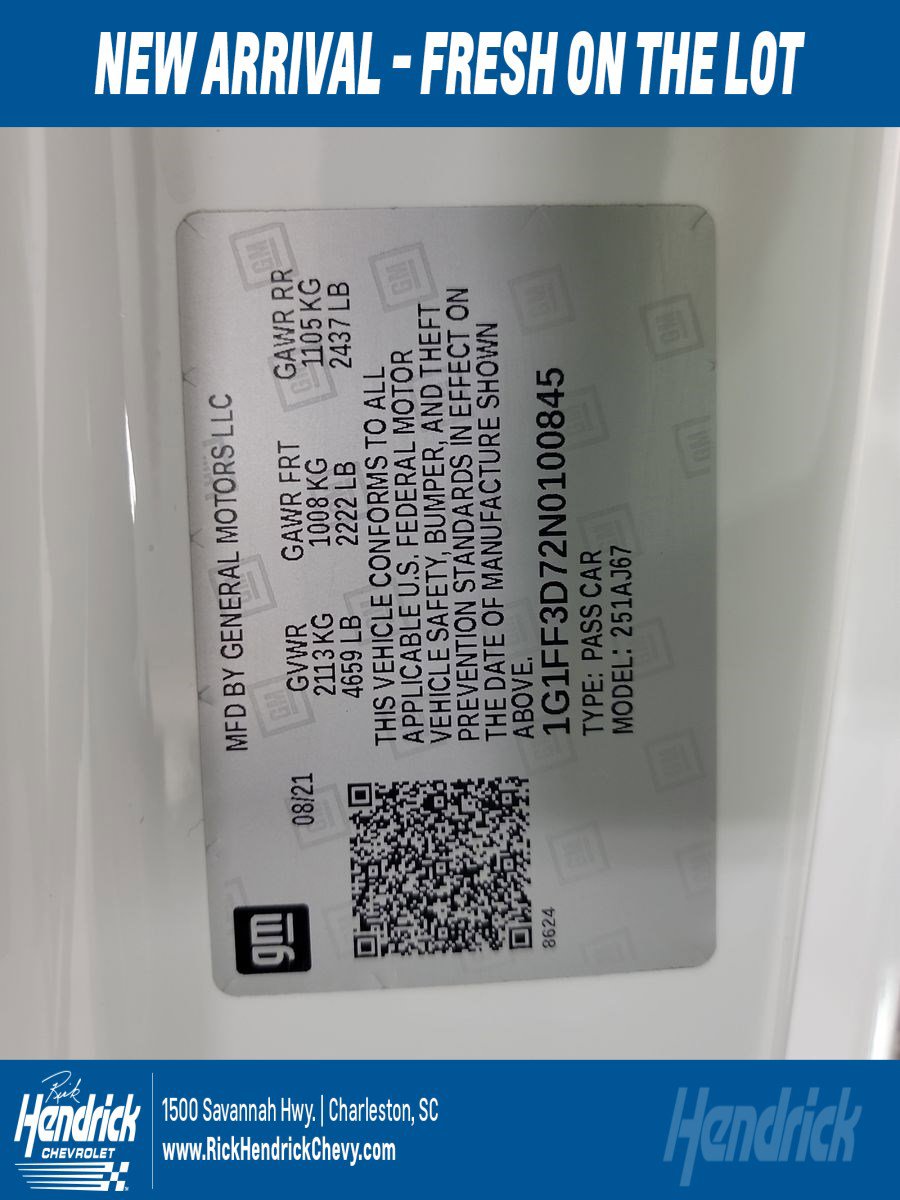 NEW ARRIVAL - FRESH ON THE LOT
MFD BY GENERAL MOTORS LLC
gm
08/21
GVWR GAWR FRT GAWR RR
2113 KG 1008 KG 1105 KG
4659 LB 2222 LB 2437 LB
THIS VEHICLE CONFORMS TO ALL
APPLICABLE U.S. FEDERAL MOTOR
VEHICLE SAFETY, BUMPER, AND THEFT
PREVENTION STANDARDS IN EFFECT ON
THE DATE OF MANUFACTURE SHOWN
ABOVE.
1G1FF3D72N0100845
TYPE: PASS CAR
MODEL: 251AJ67
8624
Rick
Hendrick
CHEVROLET
1500 Savannah Hwy. | Charleston, SC
www.RickHendrickChevy.com
Hendrick